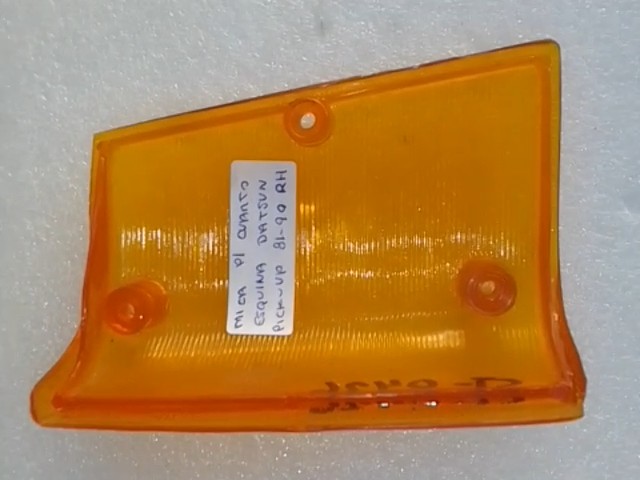 MICA P/ CUARTO
ESQUINA DATSUN
PICK-UP 81-90 RH